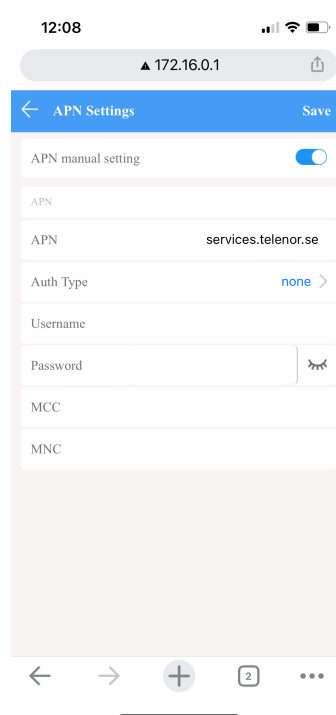 12:08
172.16.0.1
APN Settings Save
APN manual setting
APN
APN services.telenor.se
Auth Type none
Username
Password
MCC
MNC
2